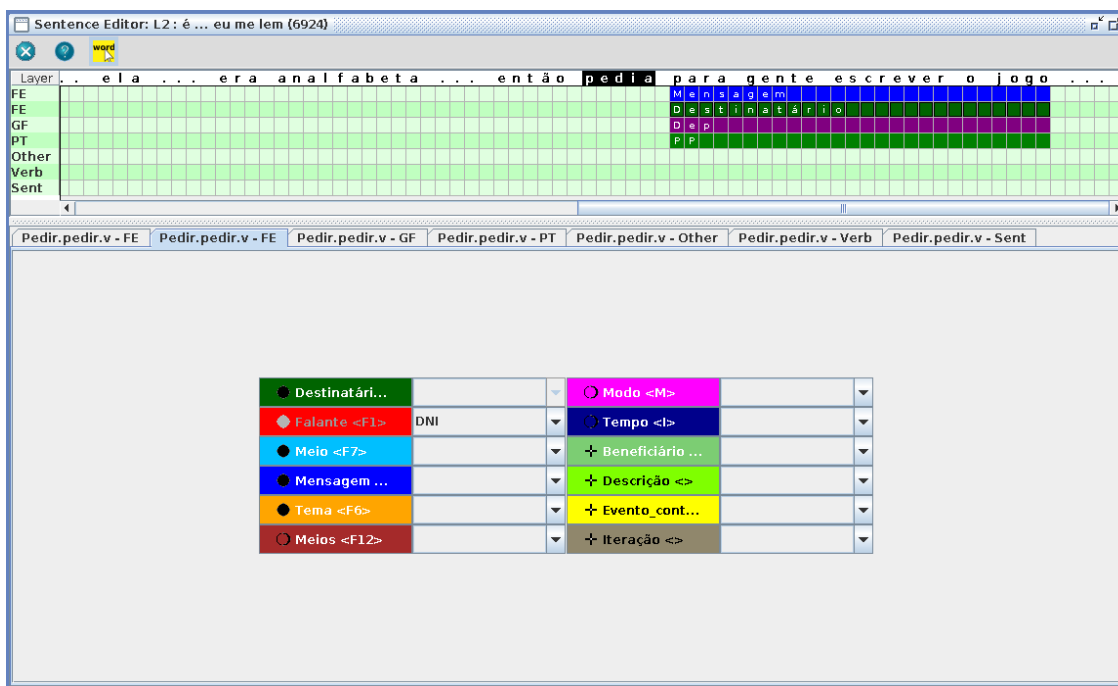 Sentence Editor: L2 : é ... eu me lem (6924)
word
Layer . . ela ... era analfabeta ... então pedia para gente escrever o jogo ...
FE Mensagem
FE Destinatário
GF Dep
PT PP
Other
Verb
Sent
Pedir.pedir.v - FE Pedir.pedir.v - FE Pedir.pedir.v - GF Pedir.pedir.v - PT Pedir.pedir.v - Other Pedir.pedir.v - Verb Pedir.pedir.v - Sent
Destinatári... Modo <M>
Falante <F1> DNI Tempo <I>
Meio <F7> Beneficiário ...
Mensagem ... Descrição <>
Tema <F6> Evento_cont...
Meios <F12> Iteração <>